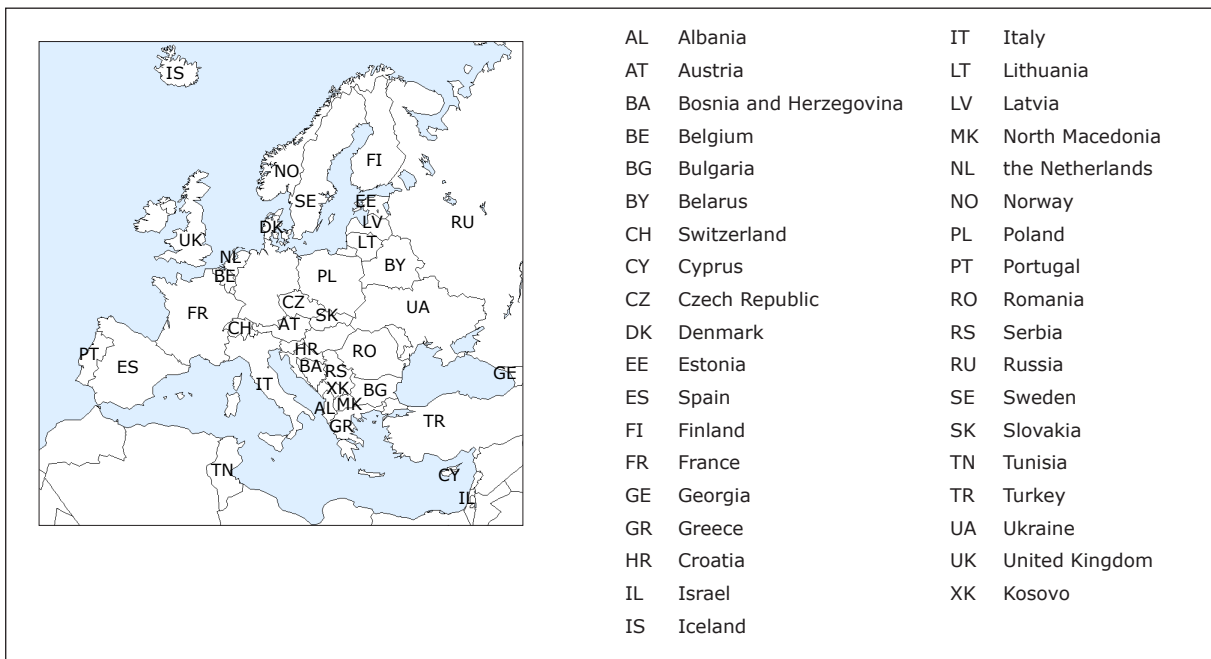 IS
NO
FI
SE
EE
RU
DK
LV
UK
LT
NL
BY
BE
PL
CZ
UA
FR
SK
AT
CH
HR
RO
PT
BA
ES
RS
GE
IT
XK
BG
AL
MK
TR
GR
TN
CY
IL
AL Albania
AT Austria
BA Bosnia and Herzegovina
BE Belgium
BG Bulgaria
BY Belarus
CH Switzerland
CY Cyprus
CZ Czech Republic
DK Denmark
EE Estonia
ES Spain
FI Finland
FR France
GE Georgia
GR Greece
HR Croatia
IL Israel
IS Iceland
IT Italy
LT Lithuania
LV Latvia
MK North Macedonia
NL the Netherlands
NO Norway
PL Poland
PT Portugal
RO Romania
RS Serbia
RU Russia
SE Sweden
SK Slovakia
TN Tunisia
TR Turkey
UA Ukraine
UK United Kingdom
XK Kosovo